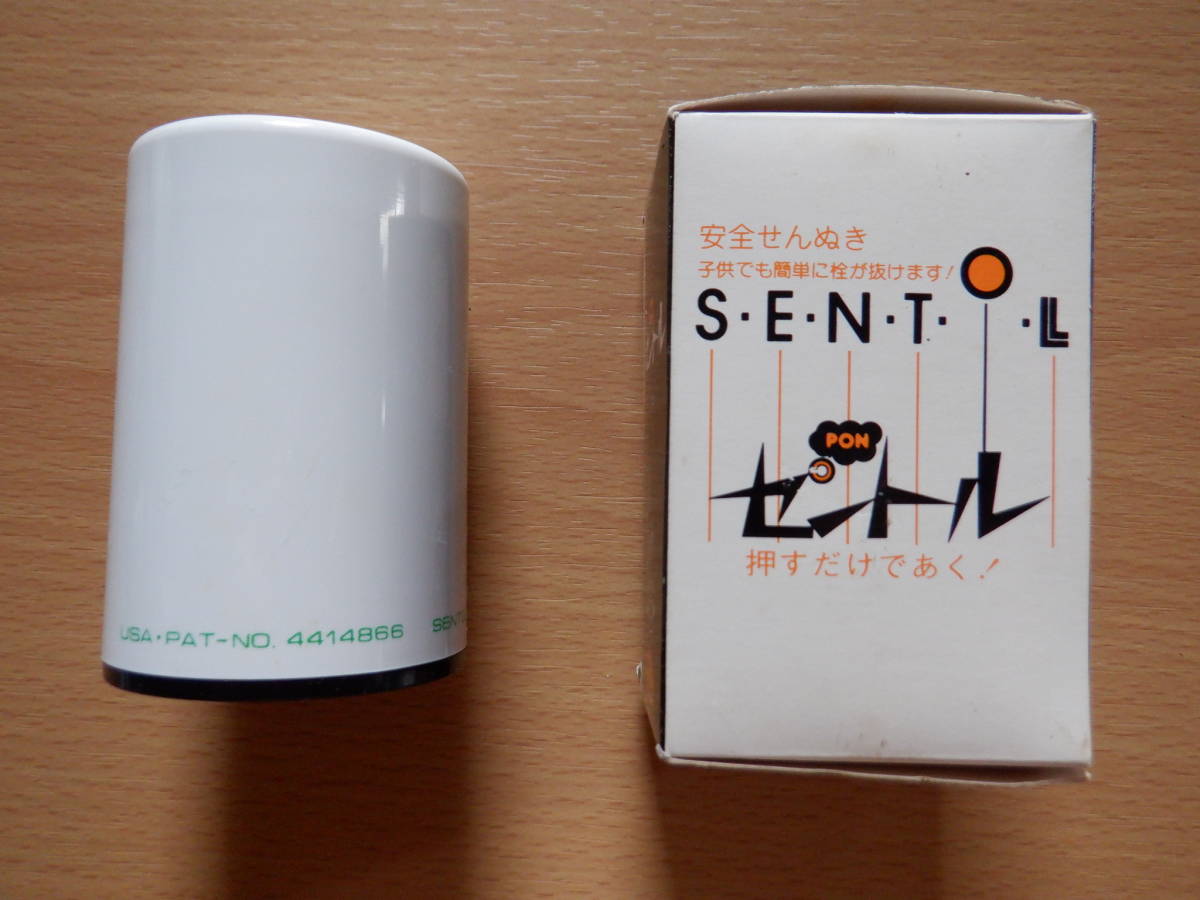 USA・PAT-NO. 4414866
安全せんぬき
子供でも簡単に栓が抜けます!
S・E・N・T・O・LL
PON
ゼントル
押すだけであく!